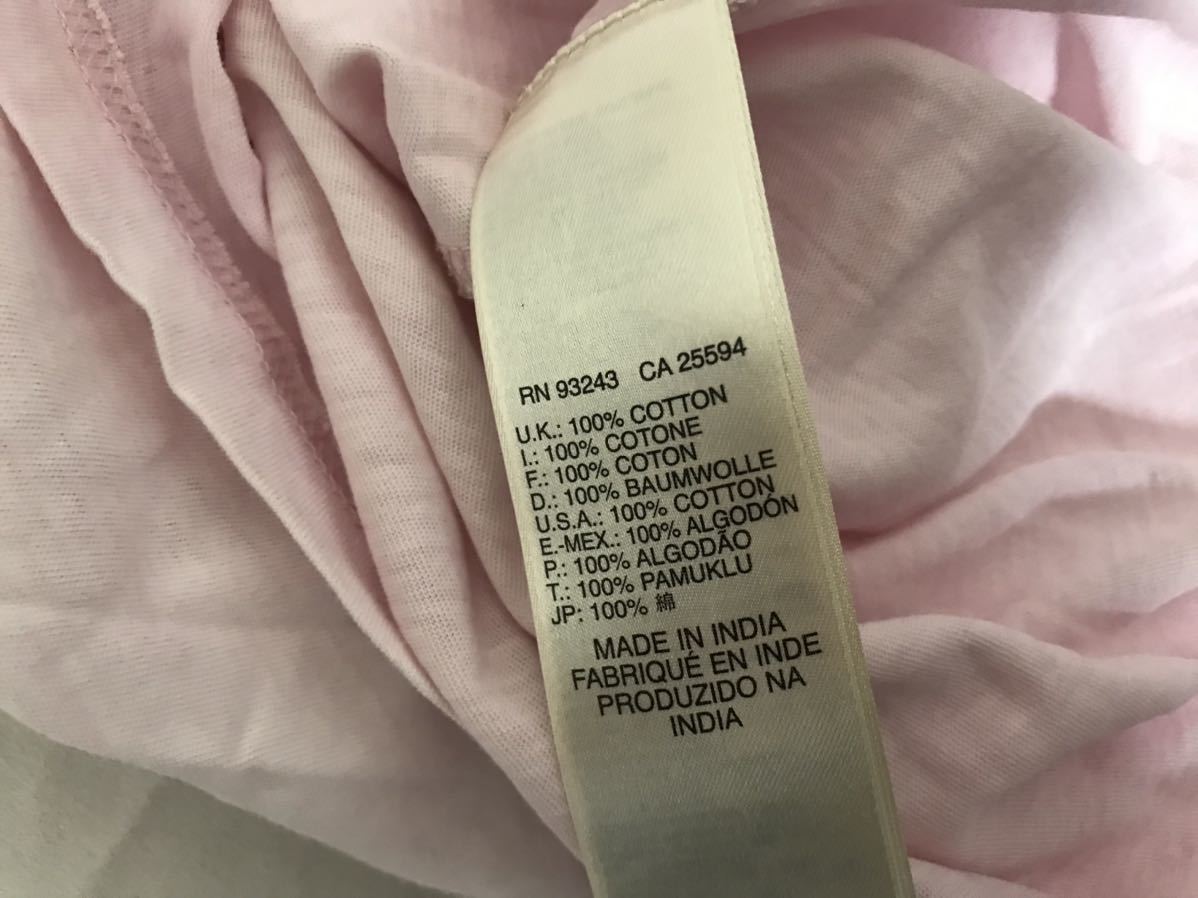 RN 93243 CA 25594
U.K.: 100% COTTON
I.: 100% COTONE
F.: 100% COTON
D.: 100% BAUMWOLLE
U.S.A.: 100% COTTON
E.-MEX.: 100% ALGODÓN
P.: 100% ALGODÃO
T.: 100% PAMUKLU
JP: 100% 綿
MADE IN INDIA
FABRIQUÉ EN INDE
PRODUZIDO NA
INDIA